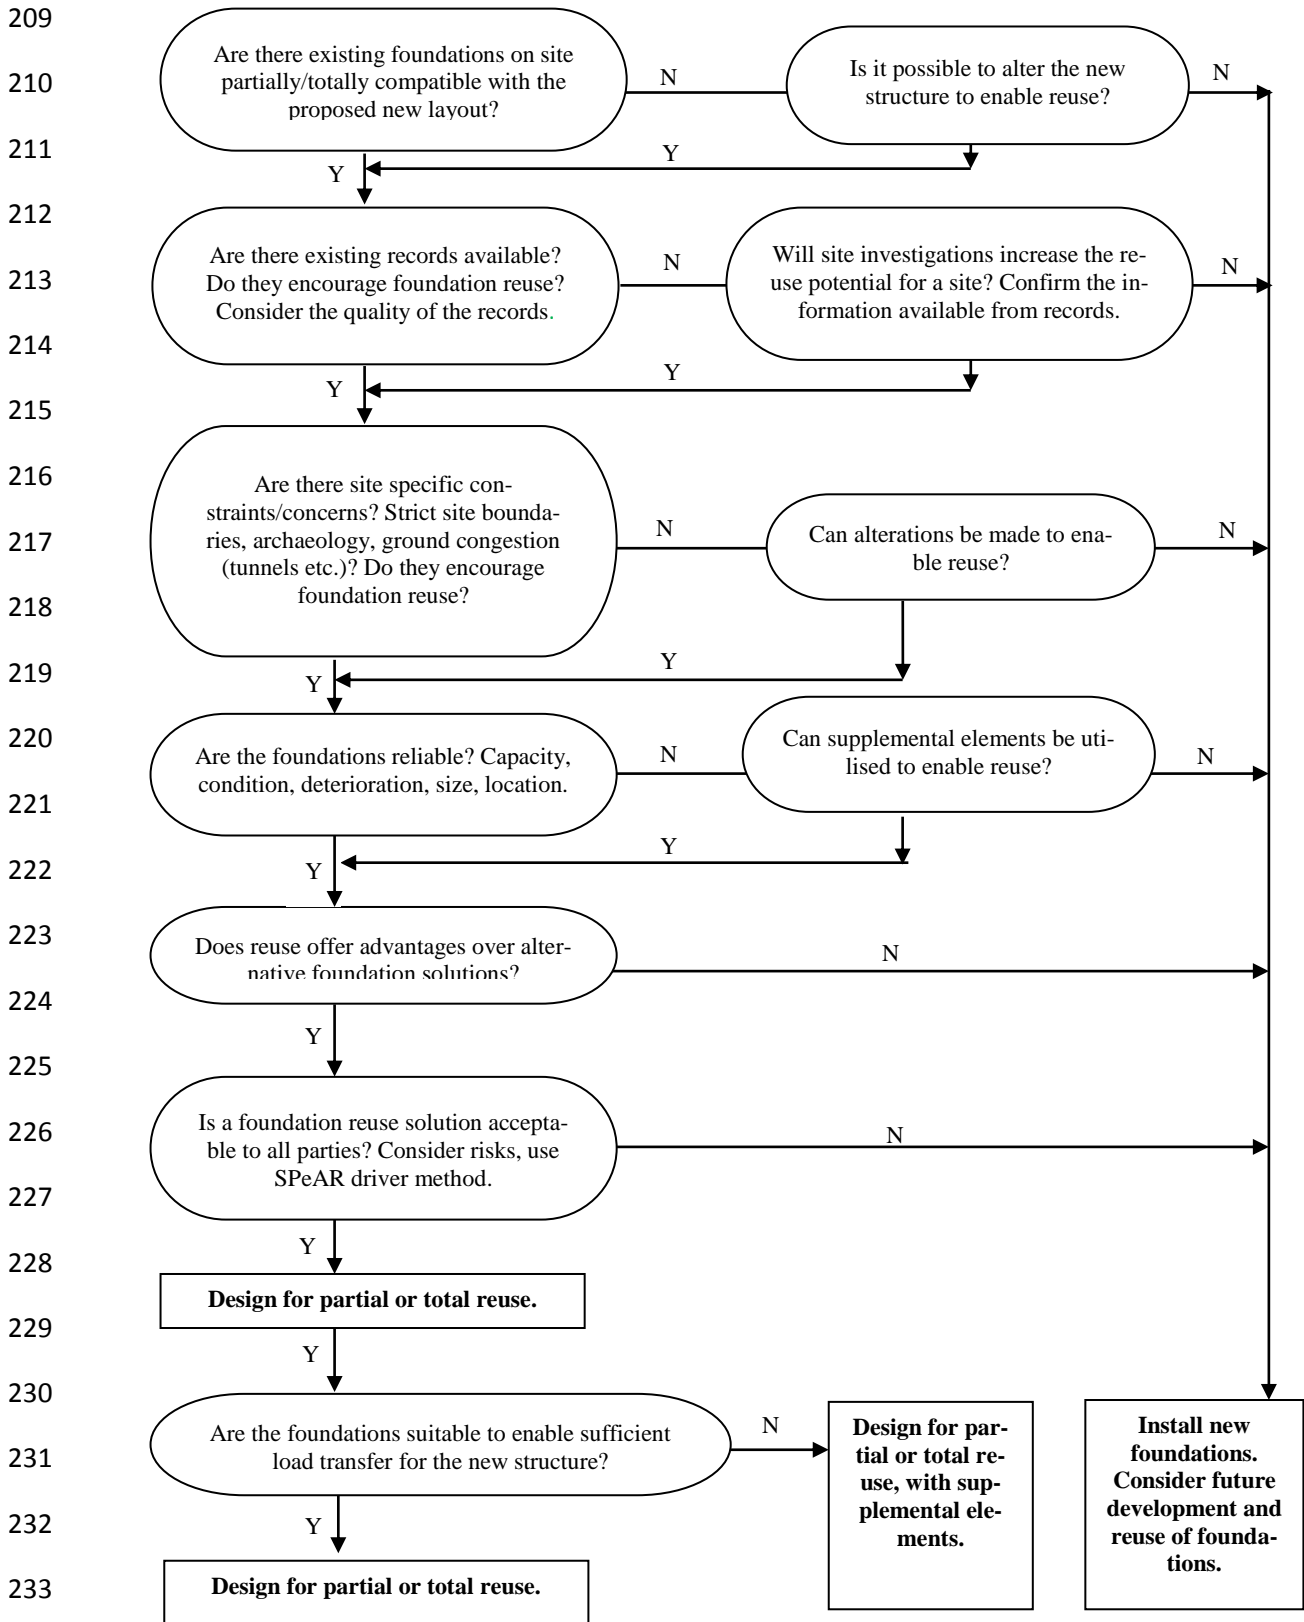 209
Are there existing foundations on site
partially/totally compatible with the
proposed new layout?
N
Is it possible to alter the new
structure to enable reuse?
N
210
211
Y
Y
212
Are there existing records available?
Do they encourage foundation reuse?
Consider the quality of the records.
N
Will site investigations increase the re-
use potential for a site? Confirm the in-
formation available from records.
N
213
214
Y
Y
215
216
Are there site specific con-
straints/concerns? Strict site bounda-
ries, archaeology, ground congestion
(tunnels etc.)? Do they encourage
foundation reuse?
N
Can alterations be made to ena-
ble reuse?
N
217
218
219
Y
Y
220
Are the foundations reliable? Capacity,
condition, deterioration, size, location.
N
Can supplemental elements be uti-
lised to enable reuse?
N
221
222
Y
Y
223
Does reuse offer advantages over alter-
native foundation solutions?
N
224
Y
225
226
Is a foundation reuse solution accepta-
ble to all parties? Consider risks, use
SPeAR driver method.
N
227
Y
228
Design for partial or total reuse.
229
Y
230
Are the foundations suitable to enable sufficient
load transfer for the new structure?
N
Design for par-
tial or total re-
use, with sup-
plemental ele-
ments.
Install new
foundations.
Consider future
development and
reuse of founda-
tions.
231
232
Y
233
Design for partial or total reuse.